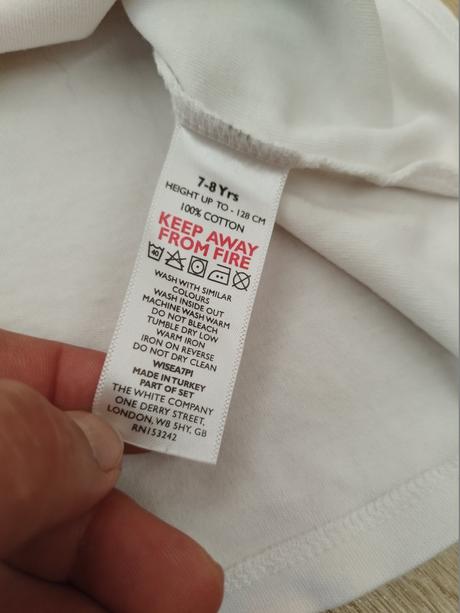 7-8Yrs
HEIGHT UP TO - 128 CM
100% COTTON
KEEP AWAY
FROM FIRE
40
WASH WITH SIMILAR
COLOURS
WASH INSIDE OUT
MACHINE WASH WARM
DO NOT BLEACH
TUMBLE DRY LOW
WARM IRON
IRON ON REVERSE
DO NOT DRY CLEAN
WISEA7PI
MADE IN TURKEY
PART OF SET
THE WHITE COMPANY
ONE DERRY STREET,
LONDON, W8 5HY, GB
RN153242